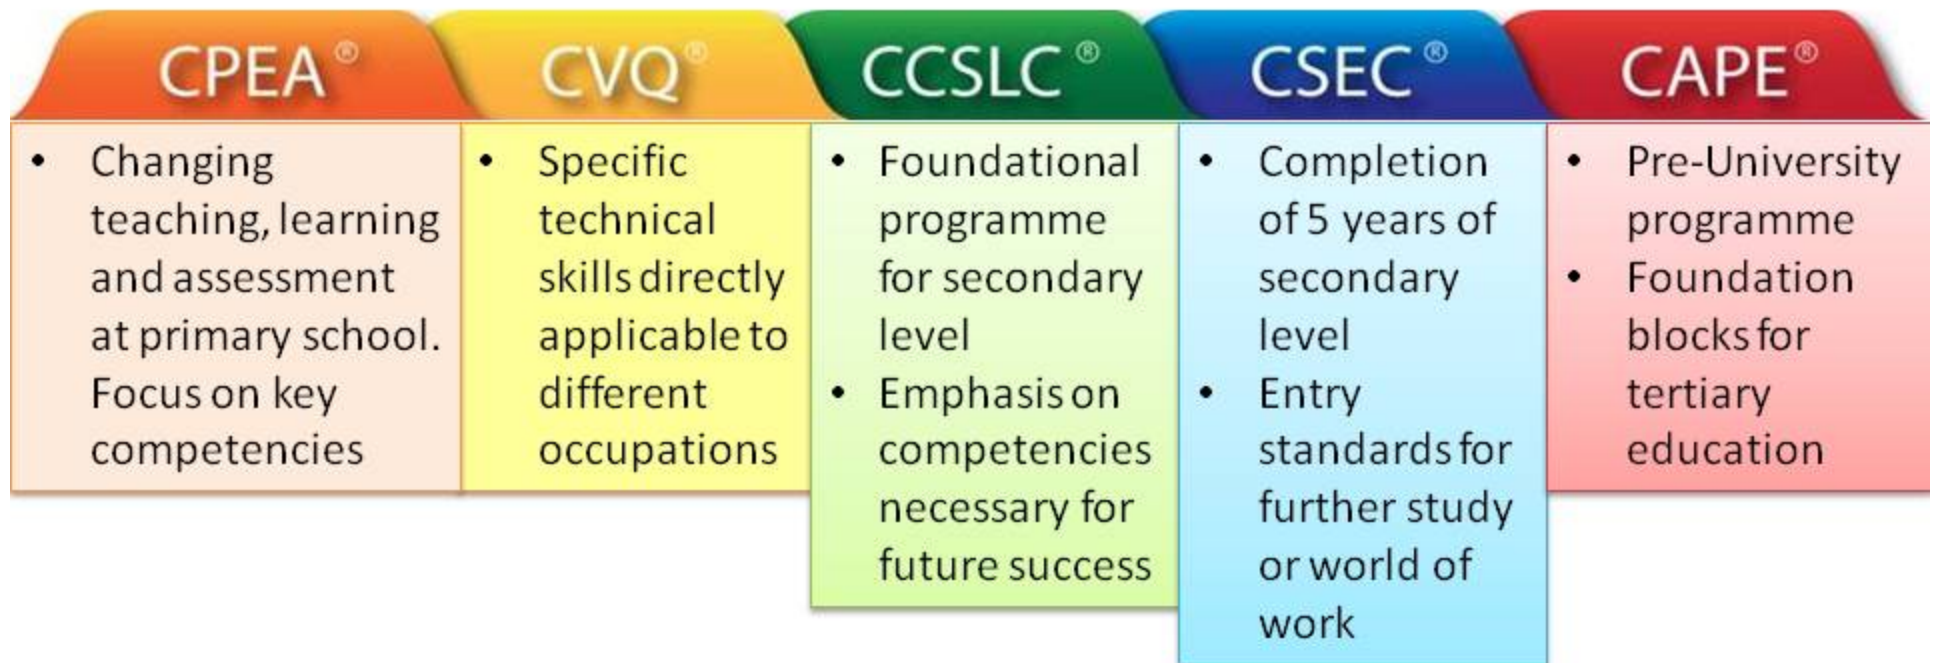 CPEA®
• Changing
teaching, learning
and assessment
at primary school.
Focus on key
competencies
CVQ®
• Specific
technical
skills directly
applicable to
different
occupations
CCSLC®
• Foundational
programme
for secondary
level
• Emphasis on
competencies
necessary for
future success
CSEC®
• Completion
of 5 years of
secondary
level
• Entry
standards for
further study
or world of
work
CAPE®
• Pre-University
programme
• Foundation
blocks for
tertiary
education